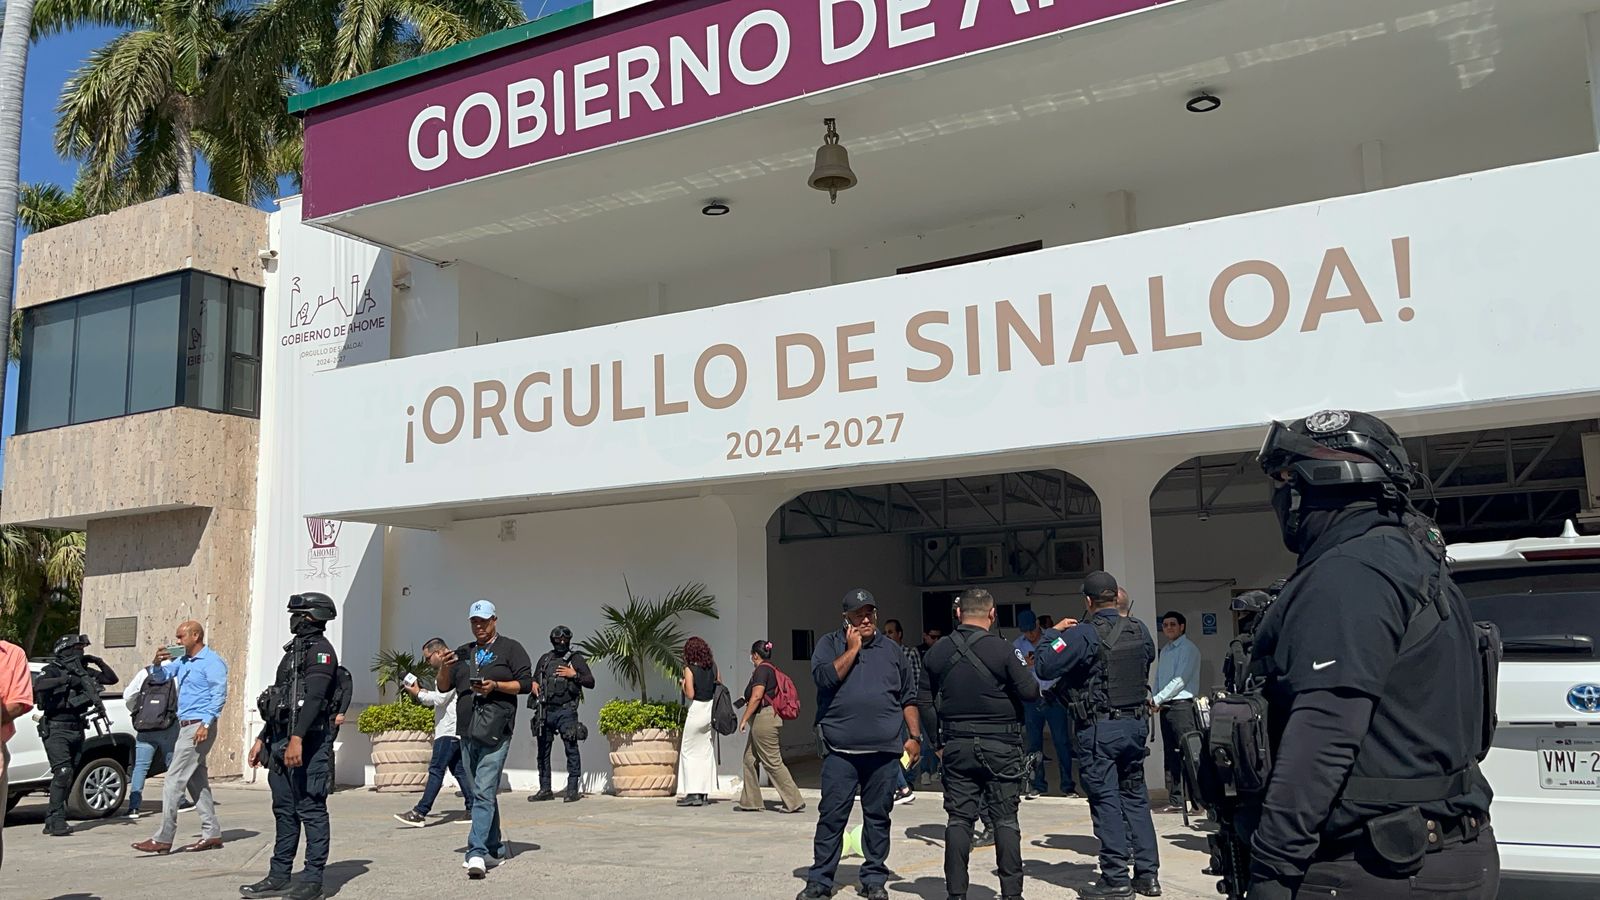 GOBIERNO DE A
¡ORGULLO DE SINALOA!
2024-2027
GOBIERNO DE AHOME
¡ORGULLO DE SINALOA!
2024-2027
AHOME
VMV-2
SINALOA